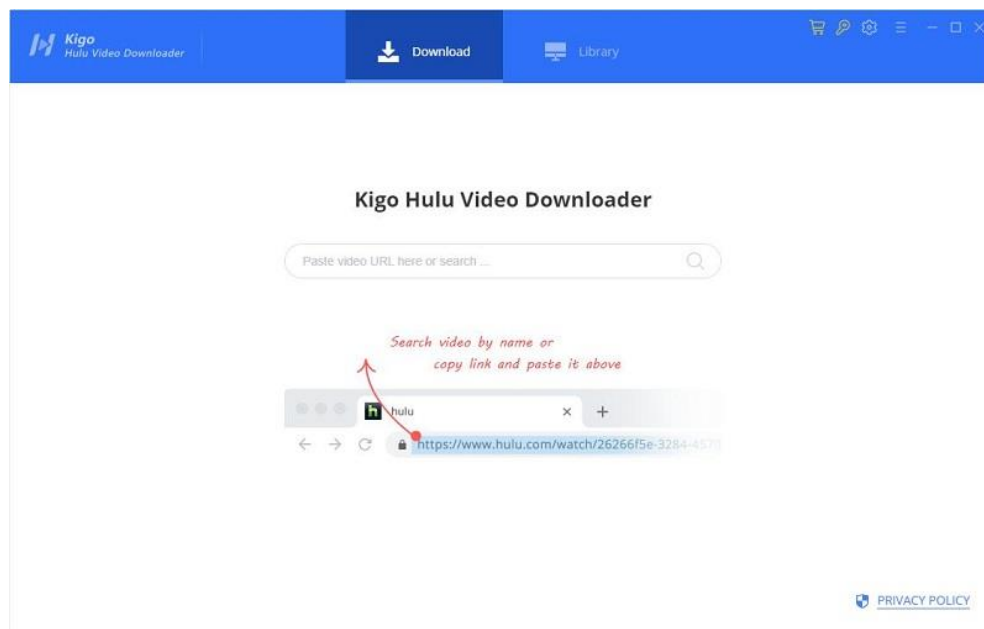 Kigo
Hulu Video Downloader
Download
Library
Kigo Hulu Video Downloader
Paste video URL here or search ...
Search video by name or
copy link and paste it above
hulu
https://www.hulu.com/watch/26266f5e-3284-4570
PRIVACY POLICY